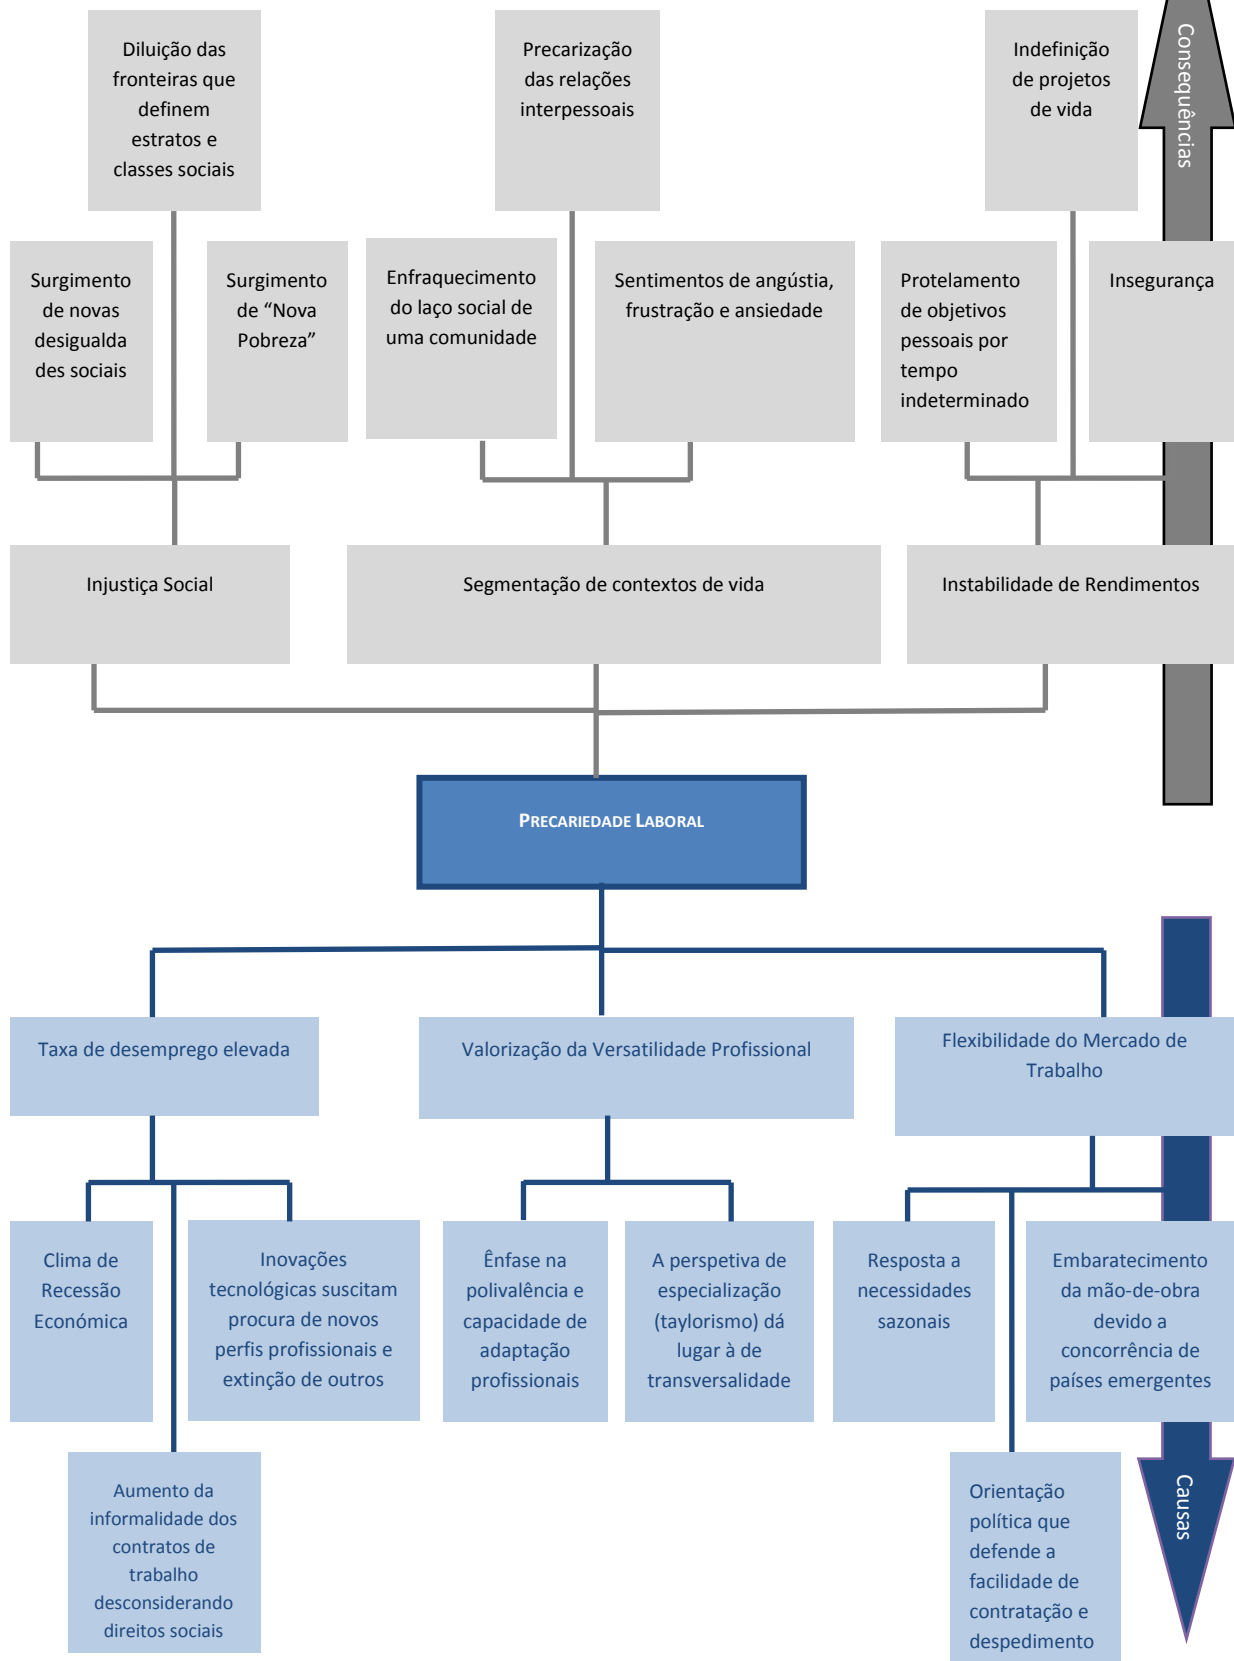 Diluição das
fronteiras que
definem
estratos e
classes sociais
Precarização
das relações
interpessoais
Indefinição
de projetos
de vida
Consequências
Surgimento
de novas
desigualda
des sociais
Surgimento
de “Nova
Pobreza”
Enfraquecimento
do laço social de
uma comunidade
Sentimentos de angústia,
frustração e ansiedade
Protelamento
de objetivos
pessoais por
tempo
indeterminado
Insegurança
Injustiça Social
Segmentação de contextos de vida
Instabilidade de Rendimentos
PRECARIEDADE LABORAL
Taxa de desemprego elevada
Valorização da Versatilidade Profissional
Flexibilidade do Mercado de
Trabalho
Clima de
Recessão
Económica
Inovações
tecnológicas suscitam
procura de novos
perfis profissionais e
extinção de outros
Ênfase na
polivalência e
capacidade de
adaptação
profissionais
A perspetiva de
especialização
(taylorismo) dá
lugar à de
transversalidade
Resposta a
necessidades
sazonais
Embaratecimento
da mão-de-obra
devido a
concorrência de
países emergentes
Aumento da
informalidade dos
contratos de
trabalho
desconsiderando
direitos sociais
Orientação
política que
defende a
facilidade de
contratação e
despedimento
Causas